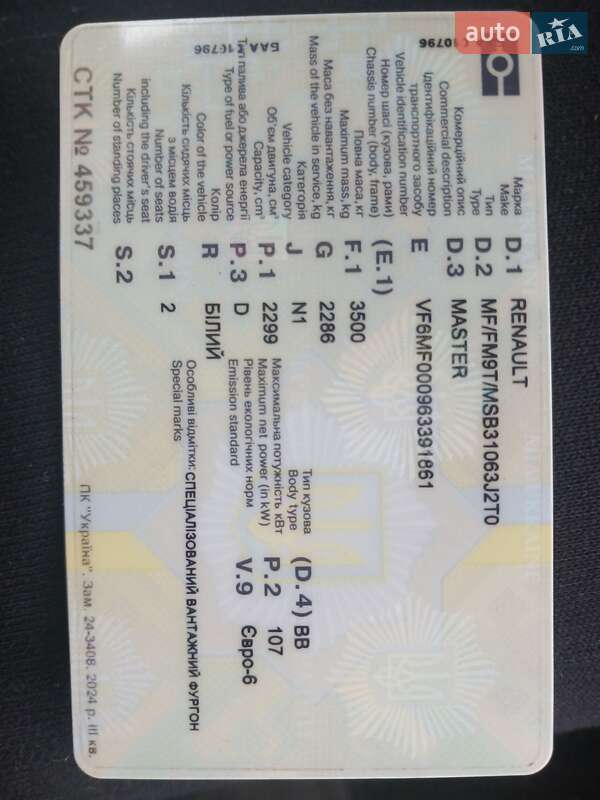 auto RIA .com
10796
БАА 10796
СТК № 459337
Марка D.1 RENAULT
Make
Тип D.2 MF/FM9T/MSB31063J2T0
Type
Комерційний опис D.3 MASTER
Commercial description
Ідентифікаційний номер
транспортного засобу E VF6MF000963391861
Vehicle identification number
Номер шасі (кузова, рами) (E.1)
Chassis number (body, frame)
Повна маса, кг F.1 3500
Maximum mass, kg
Маса без навантаження, кг G 2286
Mass of the vehicle in service, kg
Категорія J N1
Vehicle category
Тип кузова (D.4) ВВ
Body type
Об'єм двигуна, см³ P.1 2299
Capacity, cm³
Максимальна потужність кВт P.2 107
Maximum net power (in kW)
Тип палива або джерела енергії P.3 D
Type of fuel or power source
Рівень екологічних норм V.9 Євро-6
Emission standard
Колір R БІЛИЙ
Color of the vehicle
Особливі відмітки: СПЕЦІАЛІЗОВАНИЙ ВАНТАЖНИЙ ФУРГОН
Special marks
Кількість сидячих місць
з місцем водія S.1 2
Number of seats
including the driver's seat
Кількість стоячих місць S.2
Number of standing places
ПК "Україна". Зам. 24-3408. 2024 р. III кв.